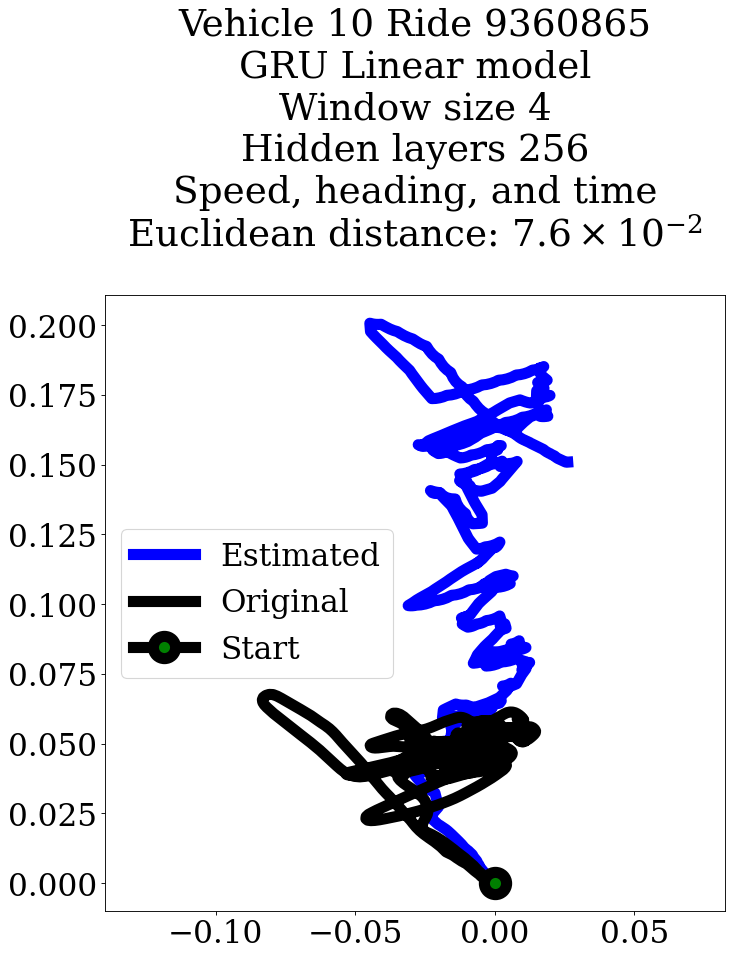 Vehicle 10 Ride 9360865
GRU Linear model
Window size 4
Hidden layers 256
Speed, heading, and time
Euclidean distance: 7.6 × 10⁻²
0.200
0.175
0.150
0.125
0.100
0.075
0.050
0.025
0.000
Estimated
Original
Start
−0.10 −0.05 0.00 0.05